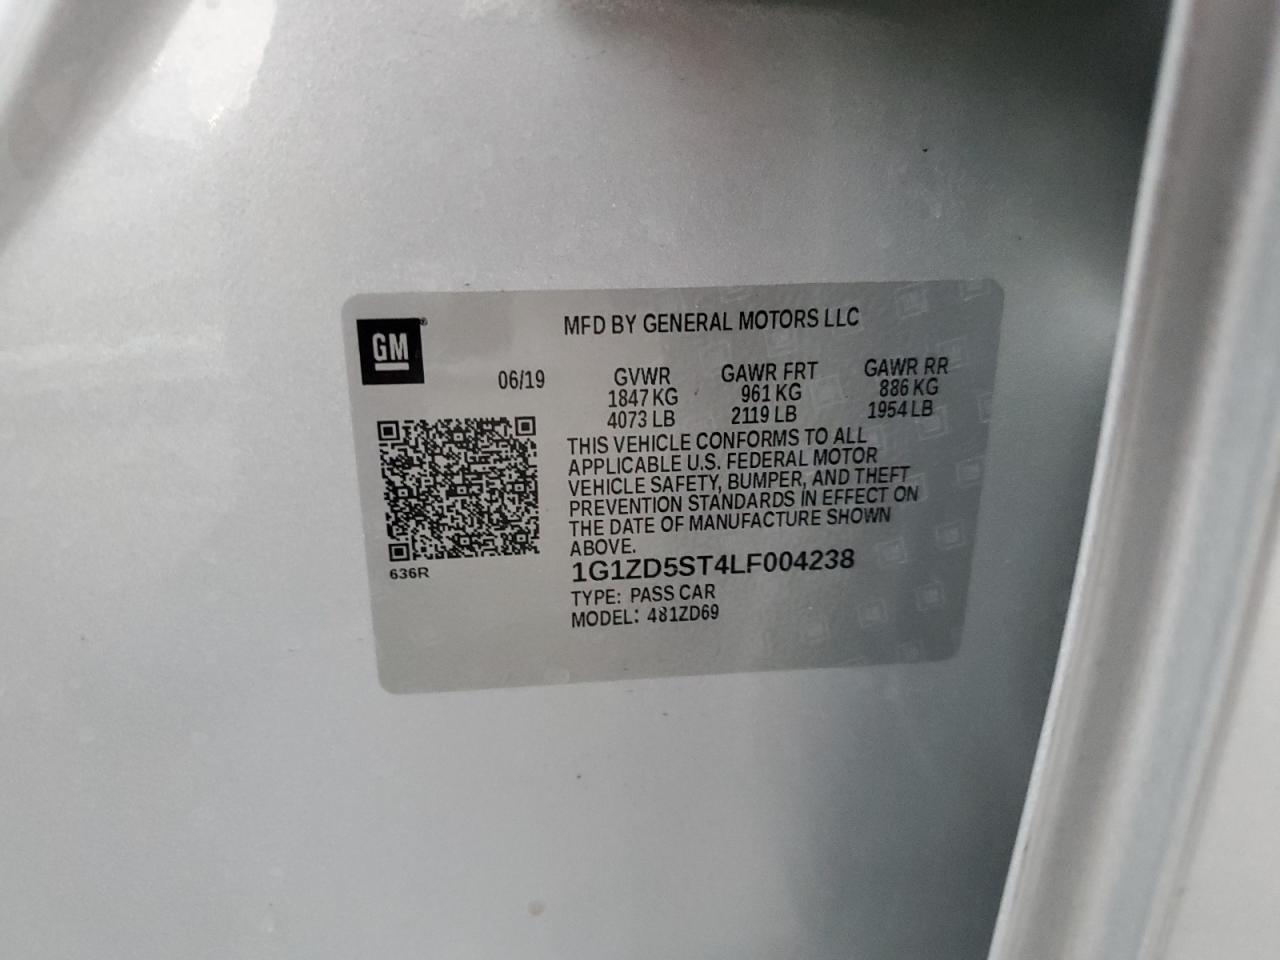 GM
MFD BY GENERAL MOTORS LLC
06/19 GVWR GAWR FRT GAWR RR
1847 KG 961 KG 886 KG
4073 LB 2119 LB 1954 LB
THIS VEHICLE CONFORMS TO ALL
APPLICABLE U.S. FEDERAL MOTOR
VEHICLE SAFETY, BUMPER, AND THEFT
PREVENTION STANDARDS IN EFFECT ON
THE DATE OF MANUFACTURE SHOWN
ABOVE.
636R
1G1ZD5ST4LF004238
TYPE: PASS CAR
MODEL: 481ZD69